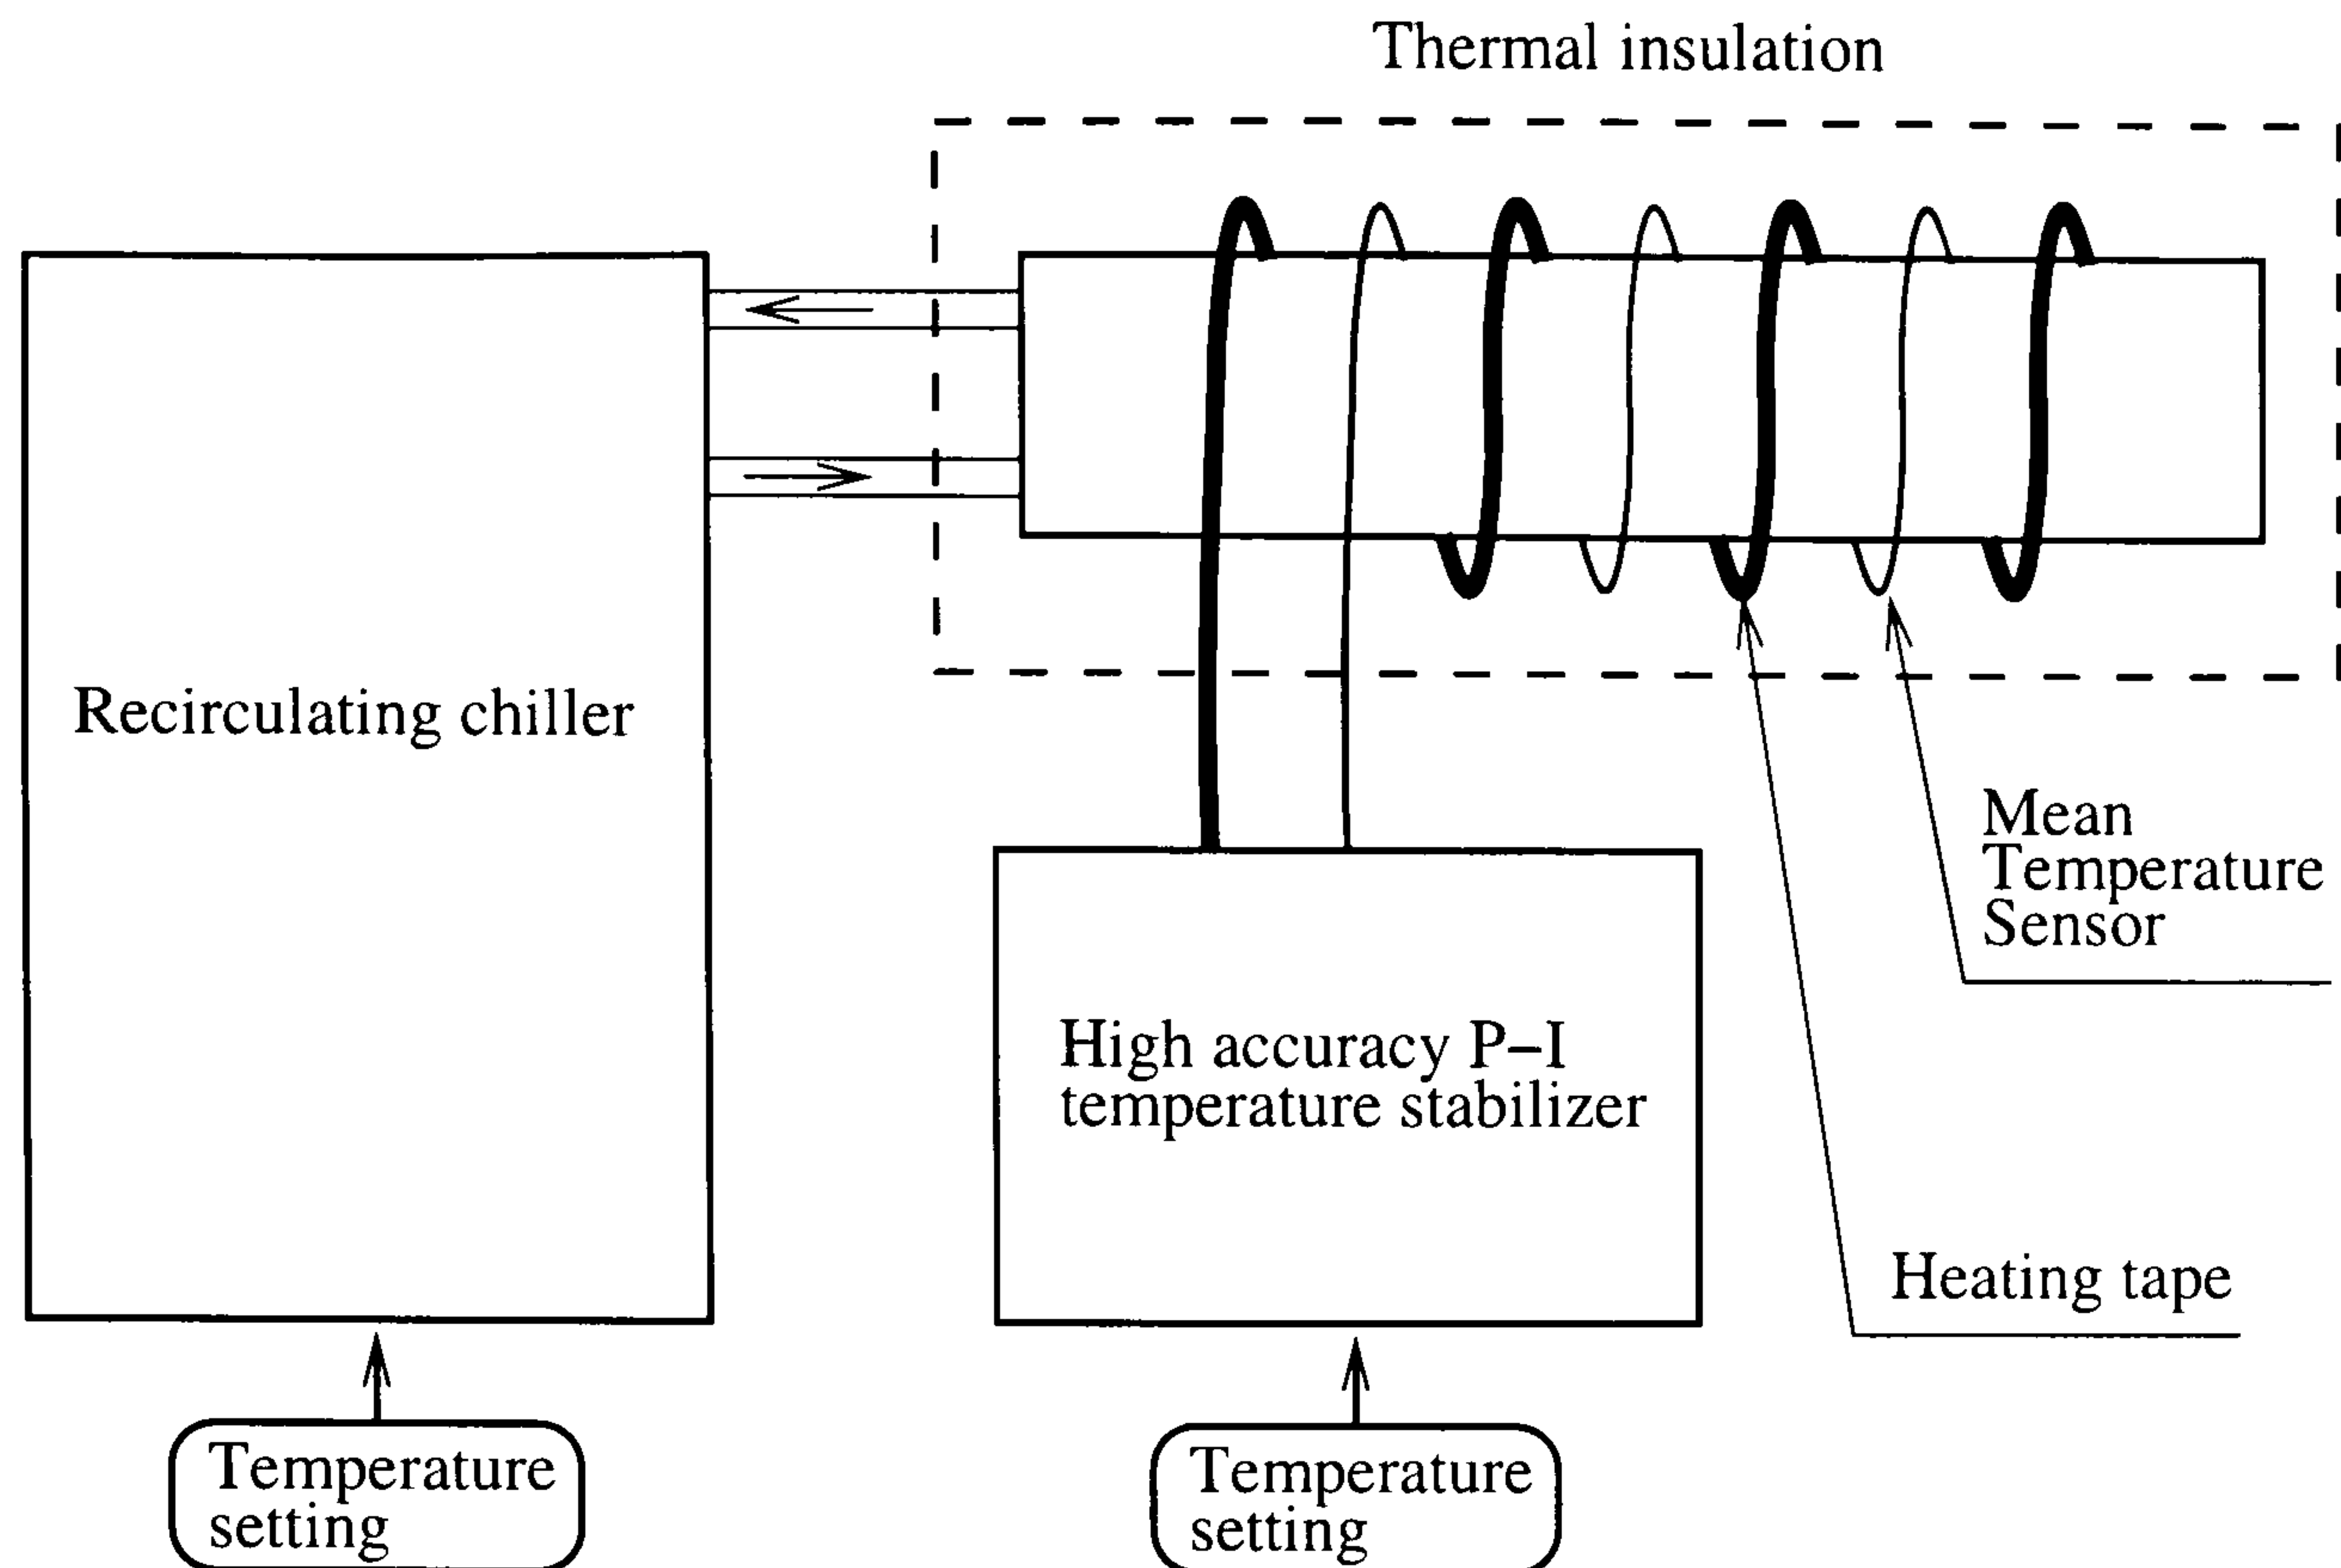 Thermal insulation
Recirculating chiller
Mean
Temperature
Sensor
High accuracy P–I
temperature stabilizer
Heating tape
Temperature
setting
Temperature
setting